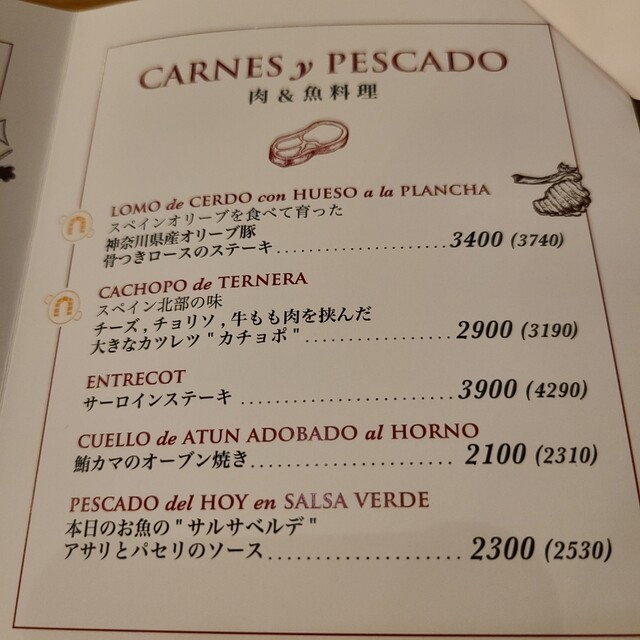 CARNES y PESCADO
肉 & 魚料理
LOMO de CERDO con HUESO a la PLANCHA
スペインオリーブを食べて育った
神奈川県産オリーブ豚
骨つきロースのステーキ....................3400 (3740)
CACHOPO de TERNERA
スペイン北部の味
チーズ , チョリソ , 牛もも肉を挟んだ
大きなカツレツ " カチョポ "..................2900 (3190)
ENTRECOT
サーロインステーキ .........................3900 (4290)
CUELLO de ATUN ADOBADO al HORNO
鮪カマのオーブン焼き........................ 2100 (2310)
PESCADO del HOY en SALSA VERDE
本日のお魚の " サルサベルデ "
アサリとパセリのソース...................... 2300 (2530)